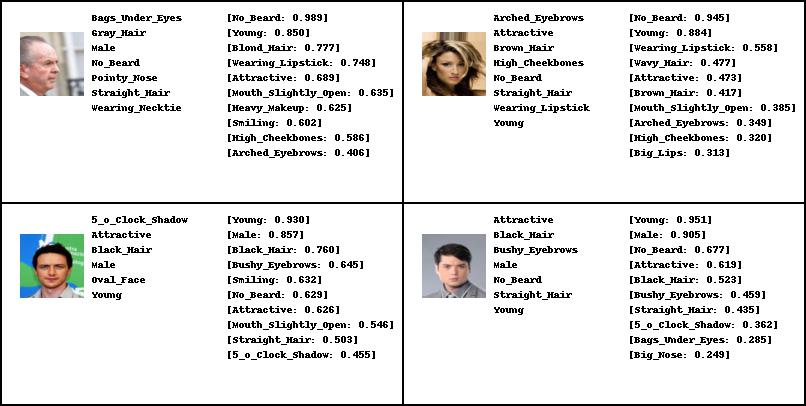 Bags_Under_Eyes [No_Beard: 0.989]
Gray_Hair [Young: 0.850]
Male [Blond_Hair: 0.777]
No_Beard [Wearing_Lipstick: 0.748]
Pointy_Nose [Attractive: 0.689]
Straight_Hair [Mouth_Slightly_Open: 0.635]
Wearing_Necktie [Heavy_Makeup: 0.625]
[Smiling: 0.602]
[High_Cheekbones: 0.586]
[Arched_Eyebrows: 0.406]
Arched_Eyebrows [No_Beard: 0.945]
Attractive [Young: 0.884]
Brown_Hair [Wearing_Lipstick: 0.558]
High_Cheekbones [Wavy_Hair: 0.477]
No_Beard [Attractive: 0.473]
Straight_Hair [Brown_Hair: 0.417]
Wearing_Lipstick [Mouth_Slightly_Open: 0.385]
Young [Arched_Eyebrows: 0.349]
[High_Cheekbones: 0.320]
[Big_Lips: 0.313]
5_o_Clock_Shadow [Young: 0.930]
Attractive [Male: 0.857]
Black_Hair [Black_Hair: 0.760]
Male [Bushy_Eyebrows: 0.645]
Oval_Face [Smiling: 0.632]
Young [No_Beard: 0.629]
[Attractive: 0.626]
[Mouth_Slightly_Open: 0.546]
[Straight_Hair: 0.503]
[5_o_Clock_Shadow: 0.455]
Attractive [Young: 0.951]
Black_Hair [Male: 0.905]
Bushy_Eyebrows [No_Beard: 0.677]
Male [Attractive: 0.619]
No_Beard [Black_Hair: 0.523]
Straight_Hair [Bushy_Eyebrows: 0.459]
Young [Straight_Hair: 0.435]
[5_o_Clock_Shadow: 0.362]
[Bags_Under_Eyes: 0.285]
[Big_Nose: 0.249]